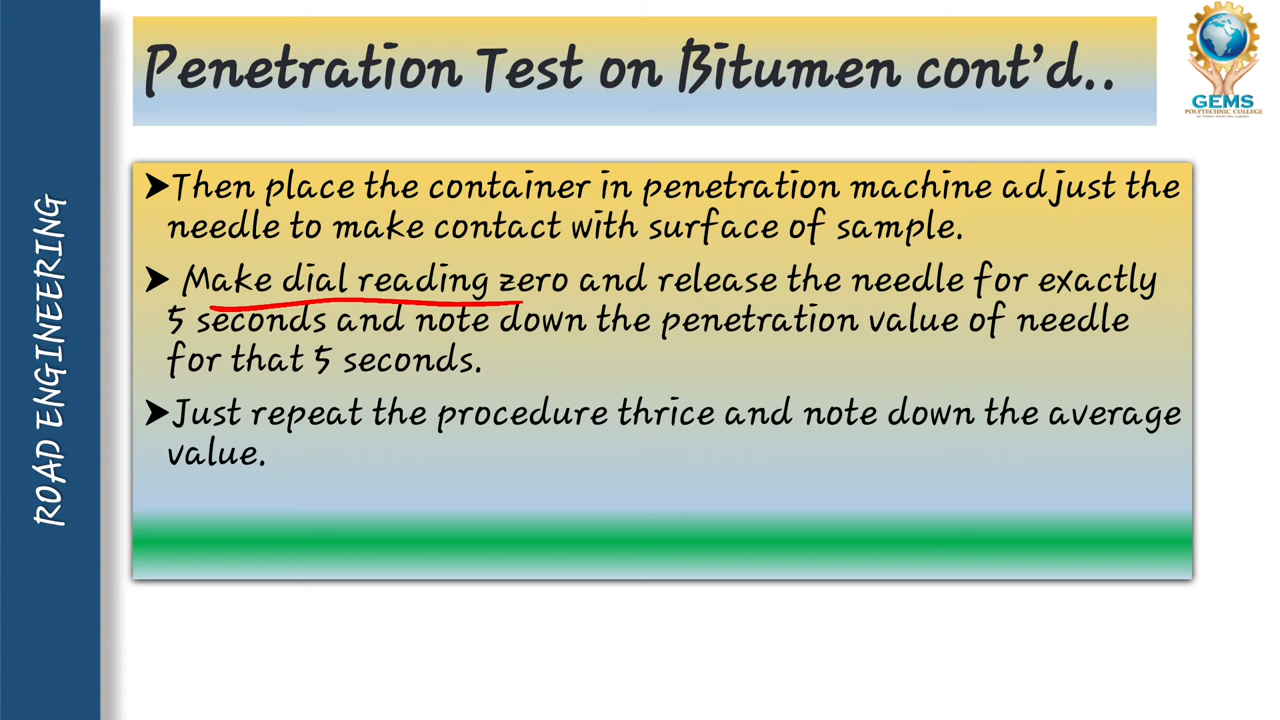 Penetration Test on Bitumen cont'd..
GEMS
POLYTECHNIC COLLEGE
ROAD ENGINEERING
➤Then place the container in penetration machine adjust the
needle to make contact with surface of sample.
➤ Make dial reading zero and release the needle for exactly
5 seconds and note down the penetration value of needle
for that 5 seconds.
➤Just repeat the procedure thrice and note down the average
value.